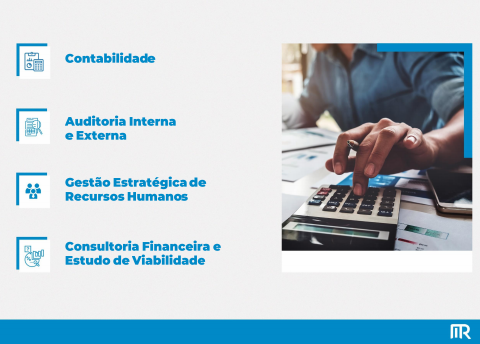 Contabilidade
Auditoria Interna
e Externa
Gestão Estratégica de
Recursos Humanos
Consultoria Financeira e
Estudo de Viabilidade
MR